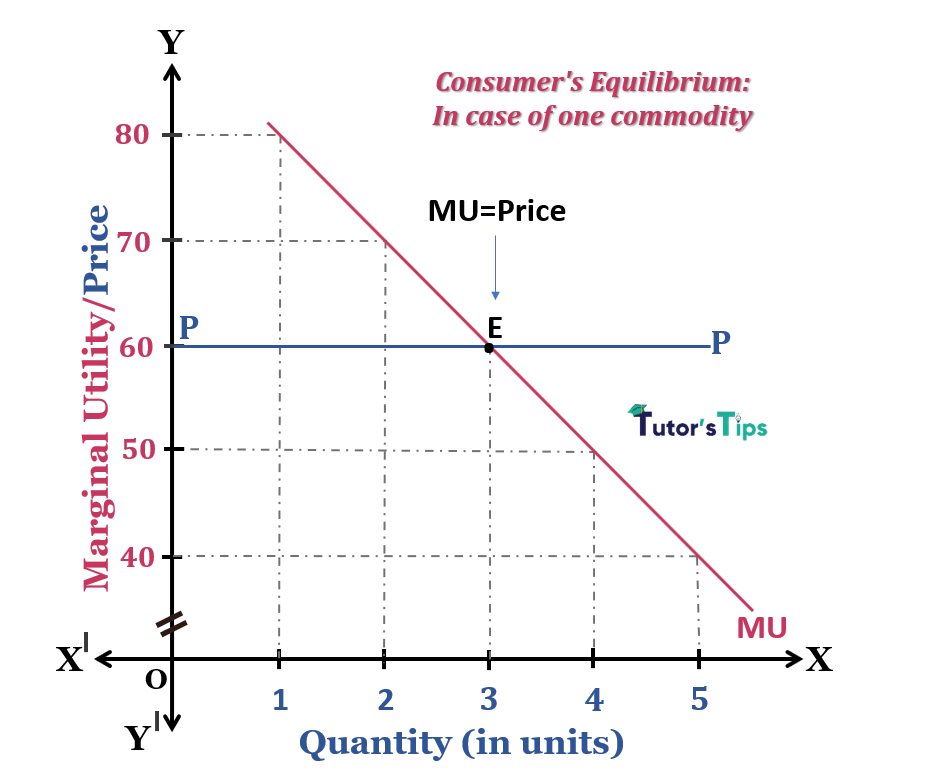 Y
Consumer's Equilibrium:
In case of one commodity
80
MU=Price
70
Marginal Utility/Price
P
E
60
P
Tutor'sTips
50
40
MU
X'
O
X
1 2 3 4 5
Y'
Quantity (in units)